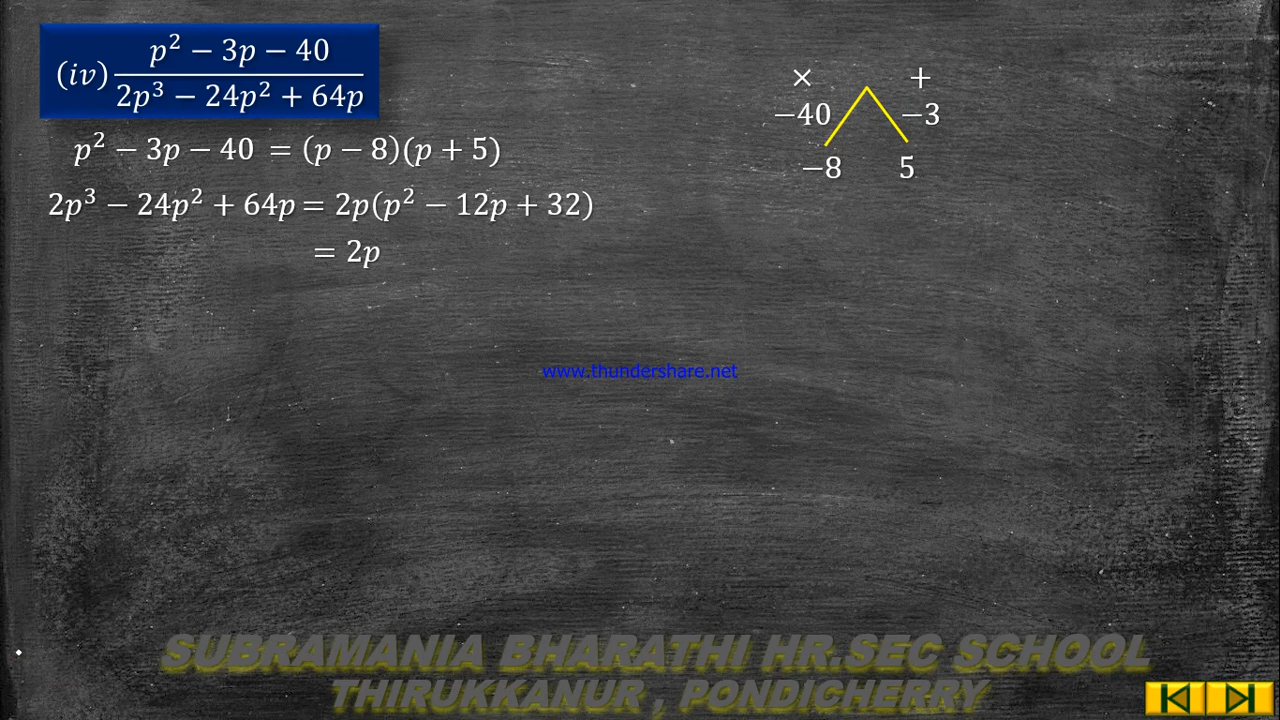 (iv) (p² − 3p − 40)/(2p³ − 24p² + 64p)
p² − 3p − 40 = (p − 8)(p + 5)
2p³ − 24p² + 64p = 2p(p² − 12p + 32)
= 2p
× +
−40 −3
−8 5
www.thundershare.net
SUBRAMANIA BHARATHI HR.SEC SCHOOL
THIRUKKANUR , PONDICHERRY